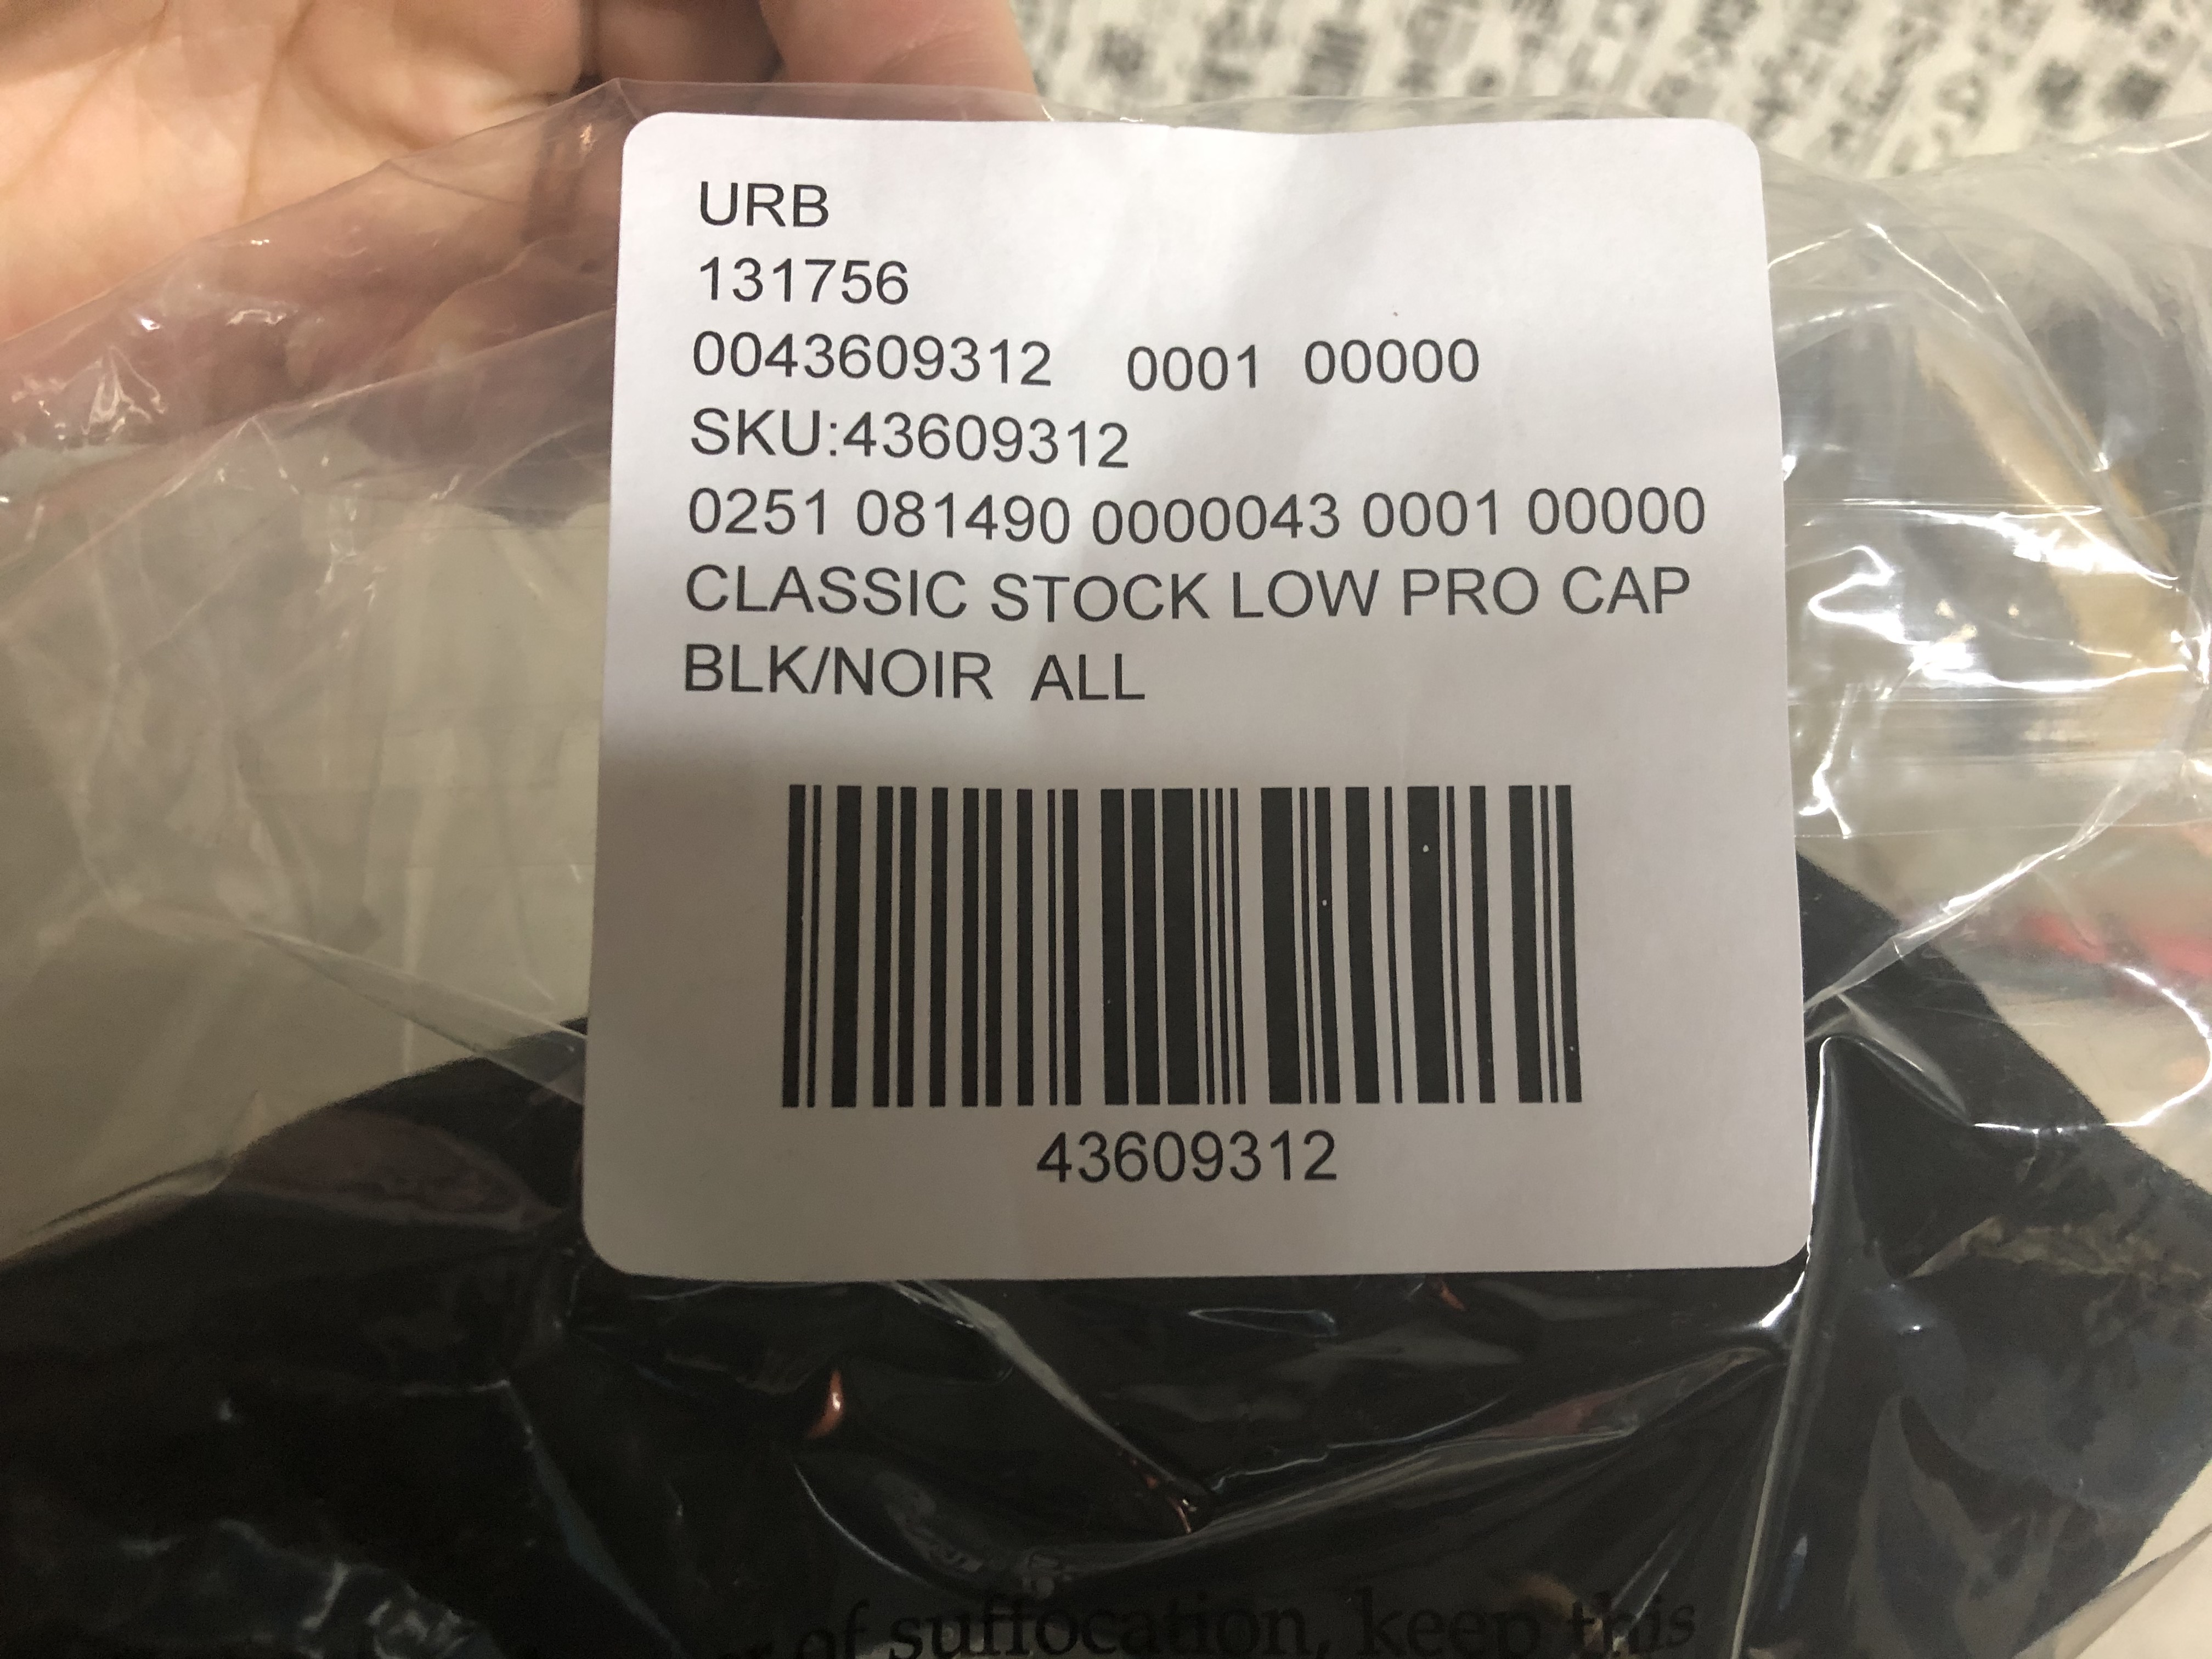 URB
131756
0043609312 0001 00000
SKU:43609312
0251 081490 0000043 0001 00000
CLASSIC STOCK LOW PRO CAP
BLK/NOIR ALL
43609312
of suffocation, keep this